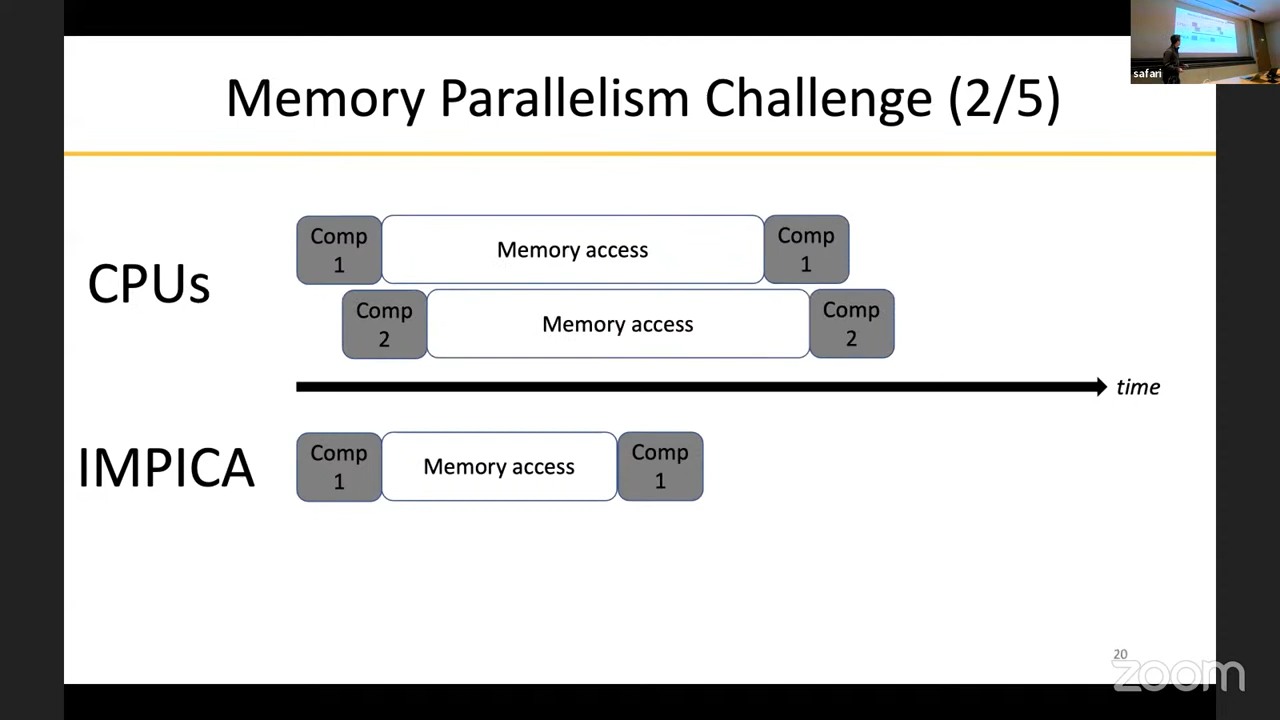 safari
Memory Parallelism Challenge (2/5)
CPUs
Comp
1
Memory access
Comp
1
Comp
2
Memory access
Comp
2
time
IMPICA
Comp
1
Memory access
Comp
1
20
zoom